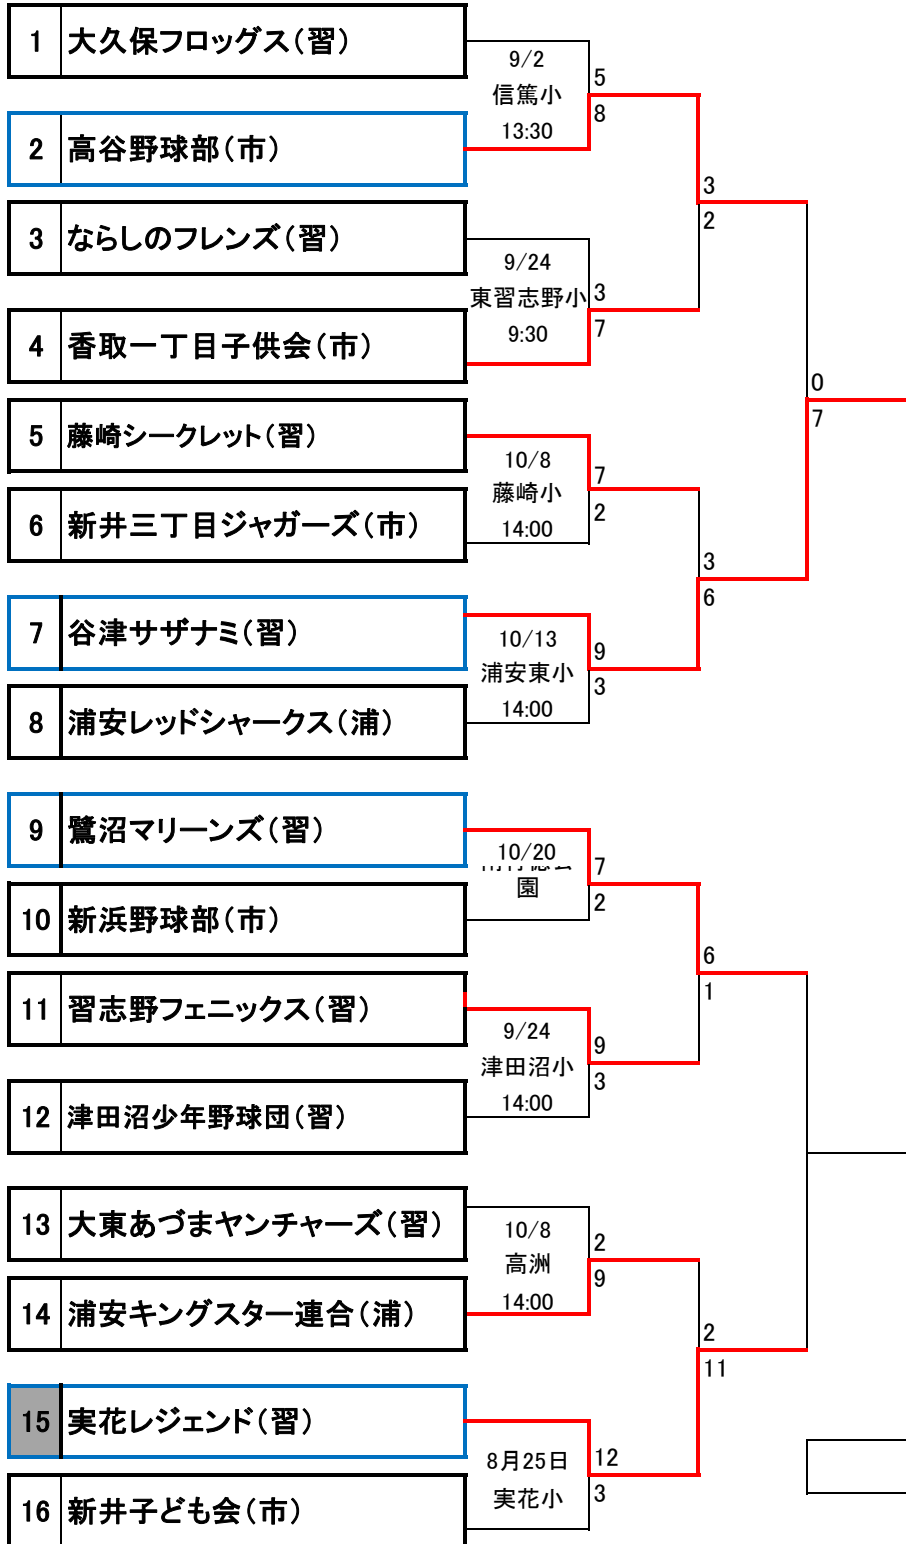 1 大久保フロッグス（習）
9/2
信篤小
13:30
5
8
2 高谷野球部（市）
3
2
3 ならしのフレンズ（習）
9/24
東習志野小
9:30
3
7
4 香取一丁目子供会（市）
0
7
5 藤崎シークレット（習）
10/8
藤崎小
14:00
7
2
6 新井三丁目ジャガーズ（市）
3
6
7 谷津サザナミ（習）
10/13
浦安東小
14:00
9
3
8 浦安レッドシャークス（浦）
9 鷺沼マリーンズ（習）
10/20
園
7
2
10 新浜野球部（市）
6
1
11 習志野フェニックス（習）
9/24
津田沼小
14:00
9
3
12 津田沼少年野球団（習）
13 大東あづまヤンチャーズ（習）
10/8
高洲
14:00
2
9
14 浦安キングスター連合（浦）
2
11
15 実花レジェンド（習）
8月25日
実花小
12
3
16 新井子ども会（市）